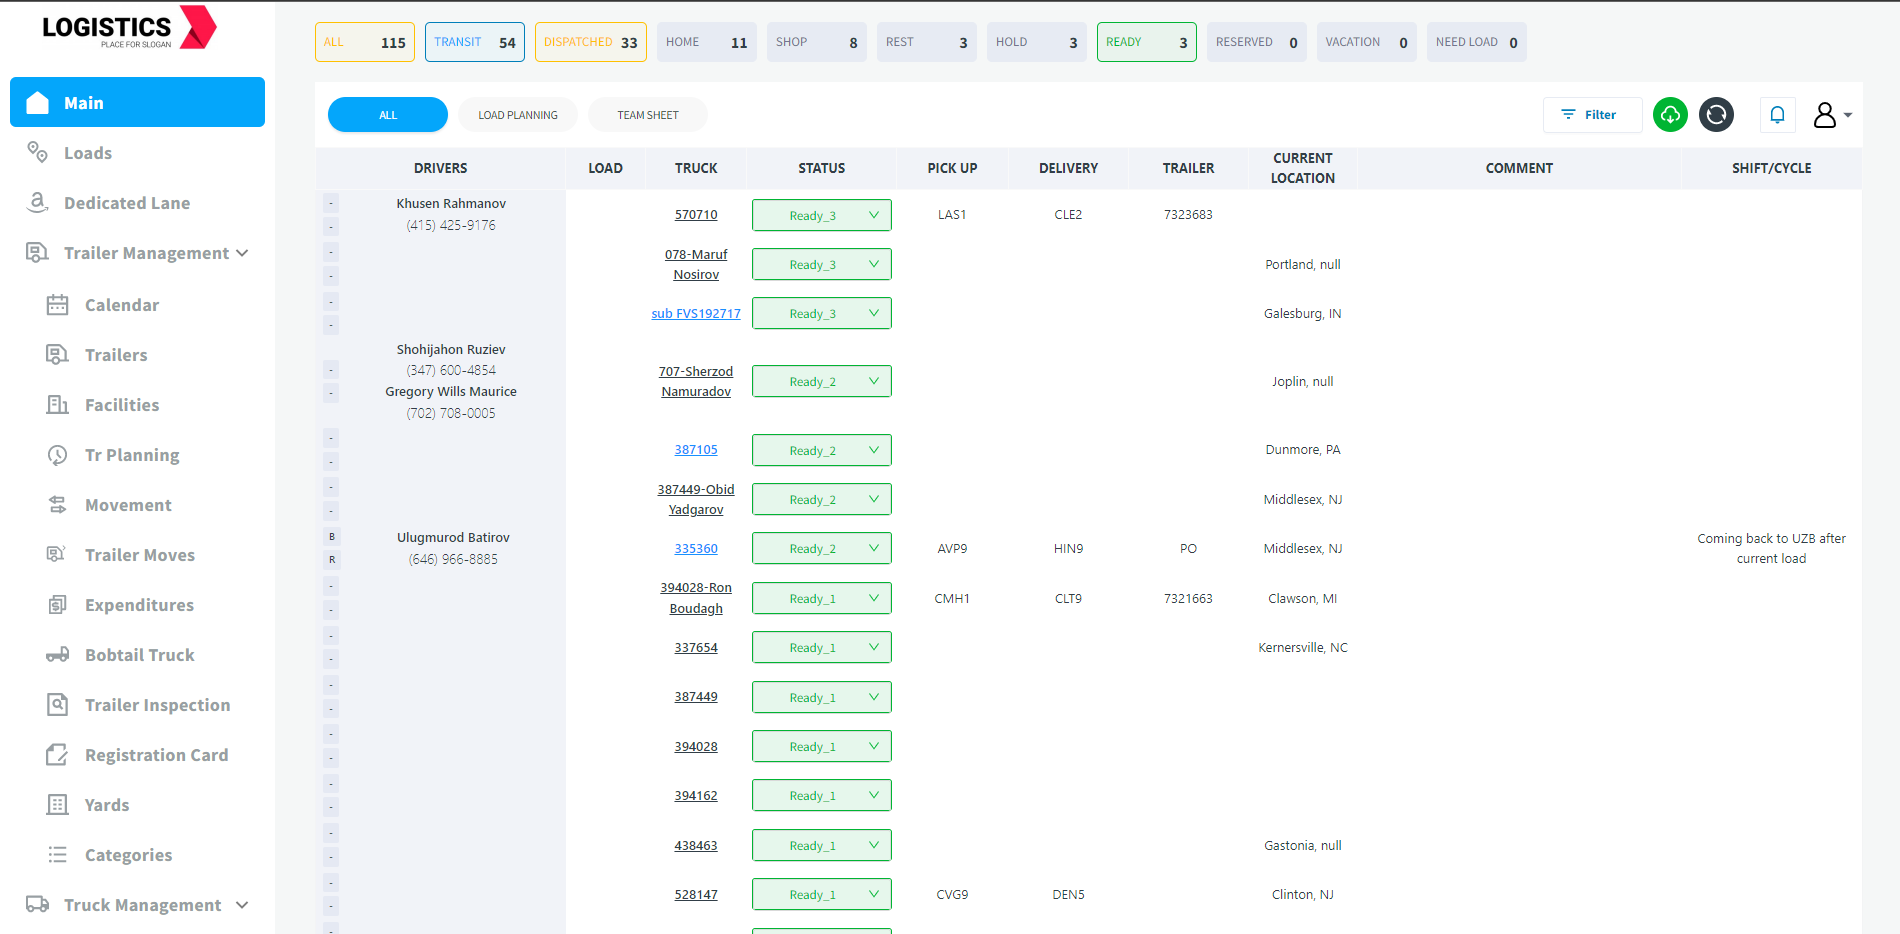 LOGISTICS
PLACE FOR SLOGAN
ALL 115 TRANSIT 54 DISPATCHED 33 HOME 11 SHOP 8 REST 3 HOLD 3 READY 3 RESERVED 0 VACATION 0 NEED LOAD 0
Main
Loads
Dedicated Lane
Trailer Management
Calendar
Trailers
Facilities
Tr Planning
Movement
Trailer Moves
Expenditures
Bobtail Truck
Trailer Inspection
Registration Card
Yards
Categories
Truck Management
ALL LOAD PLANNING TEAM SHEET Filter
DRIVERS LOAD TRUCK STATUS PICK UP DELIVERY TRAILER CURRENT LOCATION COMMENT SHIFT/CYCLE
- Khusen Rahmanov
- (415) 425-9176
570710 Ready_3 LAS1 CLE2 7323683
-
-
078-Maruf
Nosirov
Ready_3 Portland, null
-
-
sub FVS192717 Ready_3 Galesburg, IN
Shohijahon Ruziev
- (347) 600-4854
- Gregory Wills Maurice
(702) 708-0005
707-Sherzod
Namuradov
Ready_2 Joplin, null
-
-
387105 Ready_2 Dunmore, PA
-
-
387449-Obid
Yadgarov
Ready_2 Middlesex, NJ
B Ulugmurod Batirov
R (646) 966-8885
335360 Ready_2 AVP9 HIN9 PO Middlesex, NJ
Coming back to UZB after
current load
-
-
394028-Ron
Boudagh
Ready_1 CMH1 CLT9 7321663 Clawson, MI
-
-
337654 Ready_1 Kernersville, NC
-
-
387449 Ready_1
-
-
394028 Ready_1
-
-
394162 Ready_1
-
-
438463 Ready_1 Gastonia, null
-
-
528147 Ready_1 CVG9 DEN5 Clinton, NJ
-